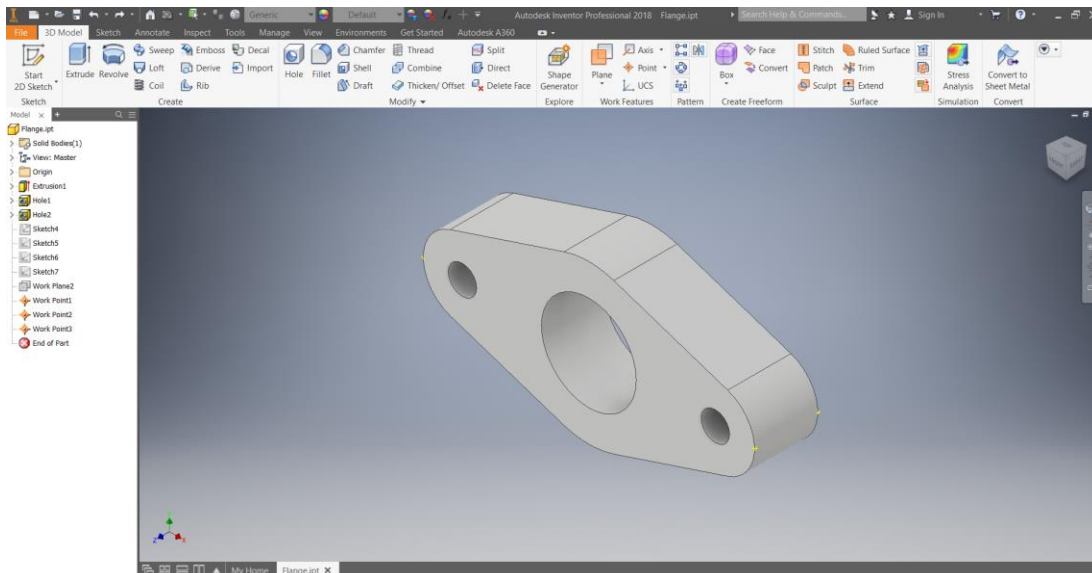 Generic Default Autodesk Inventor Professional 2018 Flange.ipt Search Help & Commands... Sign In
File 3D Model Sketch Annotate Inspect Tools Manage View Environments Get Started Autodesk A360
Sweep Emboss Decal Chamfer Thread Split Axis Face Stitch Ruled Surface
Start 2D Sketch Extrude Revolve Loft Derive Import Hole Fillet Shell Combine Direct Shape Generator Plane Point Box Convert Patch Trim Stress Analysis Convert to Sheet Metal
Coil Rib Draft Thicken/ Offset Delete Face UCS Sculpt Extend
Sketch Create Modify Explore Work Features Pattern Create Freeform Surface Simulation Convert
Model
Flange.ipt
Solid Bodies(1)
View: Master
Origin
Extrusion1
Hole1
Hole2
Sketch4
Sketch5
Sketch6
Sketch7
Work Plane2
Work Point1
Work Point2
Work Point3
End of Part
My Home Flange.ipt